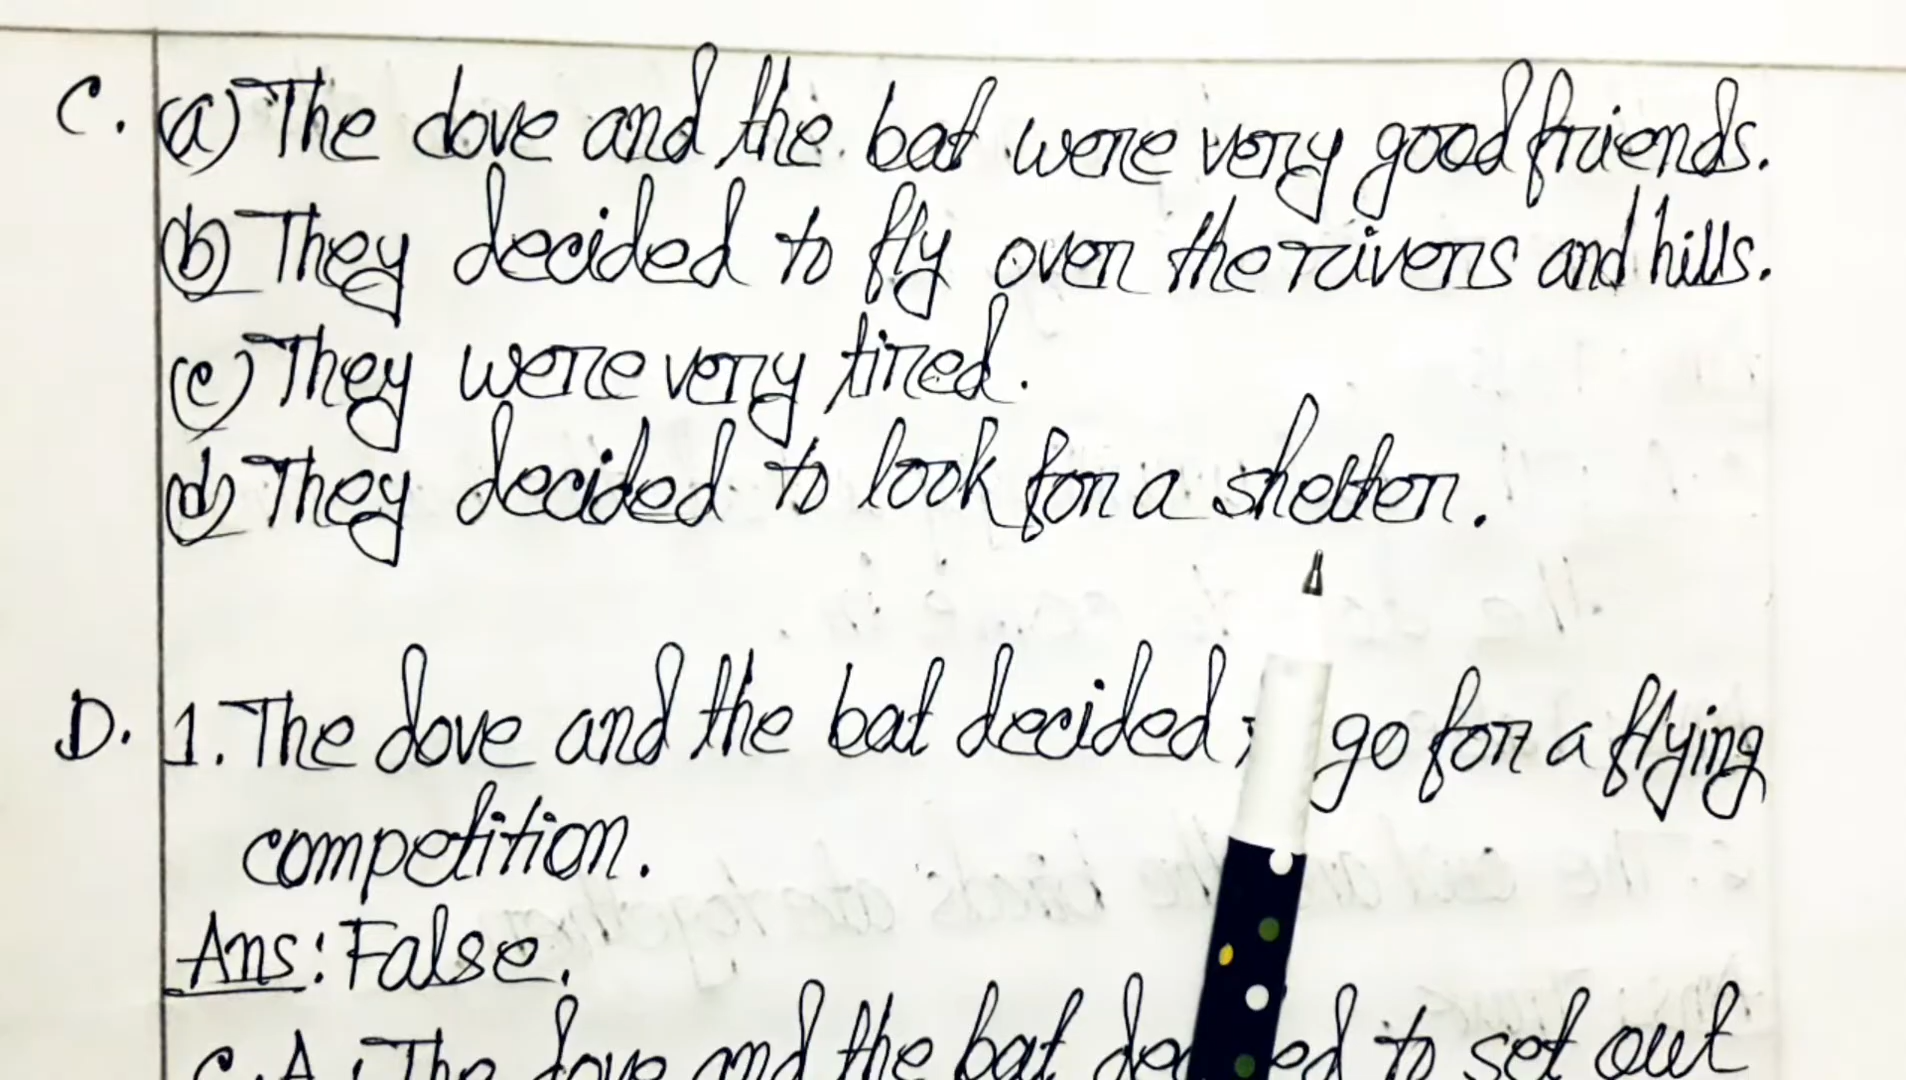 C. (a) The dove and the bat were very good friends.
(b) They decided to fly over the rivers and hills.
(c) They were very tired.
(d) They decided to look for a shelter.
D. 1. The dove and the bat decided go for a flying
competition.
Ans: False.
C.A: The dove and the bat to set out